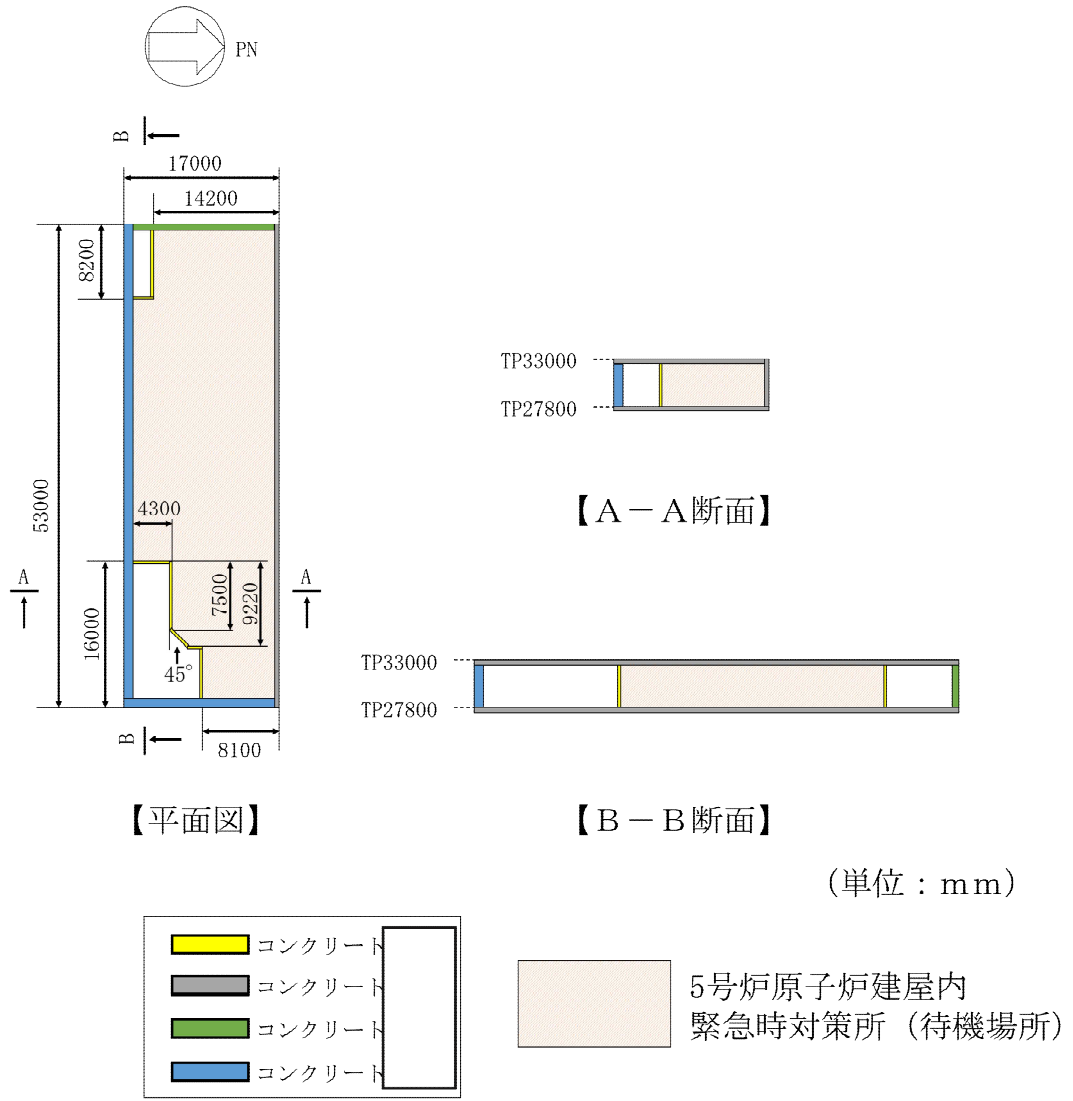 PN
B
17000
14200
8200
53000
4300
A
A
7500
9220
16000
45°
B
8100
【平面図】
TP33000
TP27800
【A－A断面】
TP33000
TP27800
【B－B断面】
（単位：mm）
コンクリート
コンクリート
コンクリート
コンクリート
5号炉原子炉建屋内
緊急時対策所（待機場所）